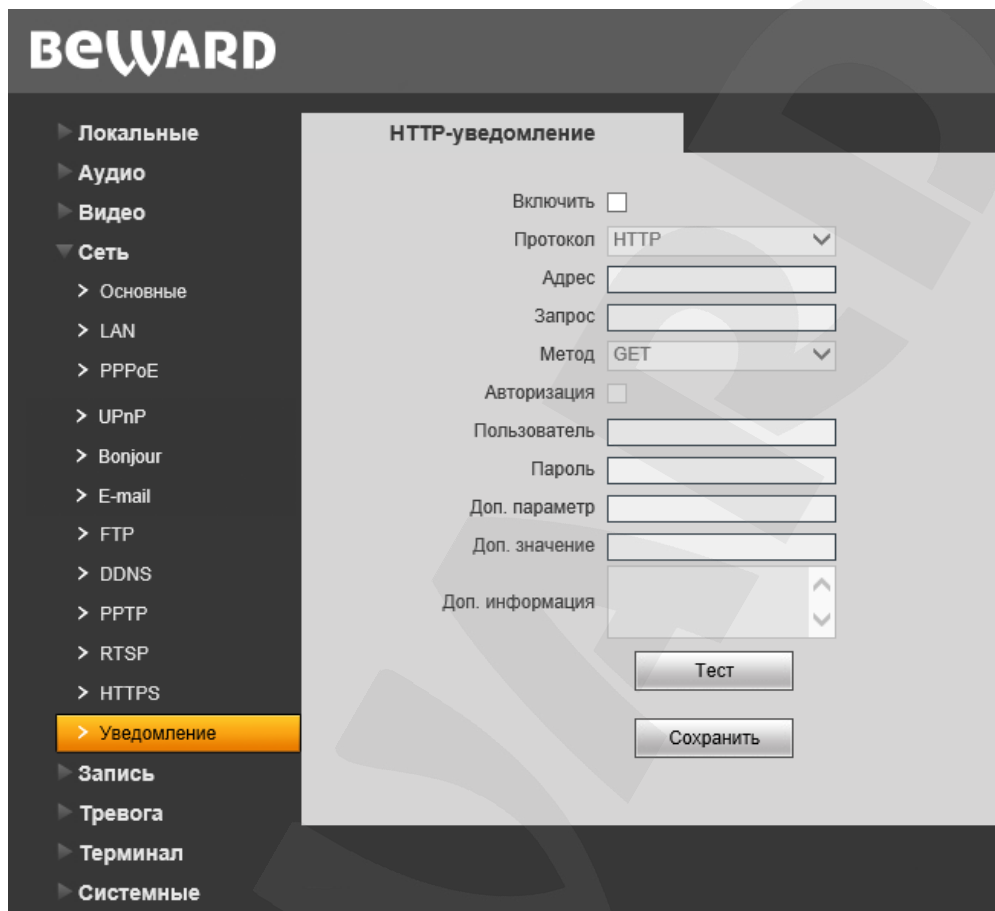 BEWARD
Локальные
Аудио
Видео
Сеть
Основные
LAN
PPPoE
UPnP
Bonjour
E-mail
FTP
DDNS
PPTP
RTSP
HTTPS
Уведомление
Запись
Тревога
Терминал
Системные
HTTP-уведомление
Включить
Протокол HTTP
Адрес
Запрос
Метод GET
Авторизация
Пользователь
Пароль
Доп. параметр
Доп. значение
Доп. информация
Тест
Сохранить